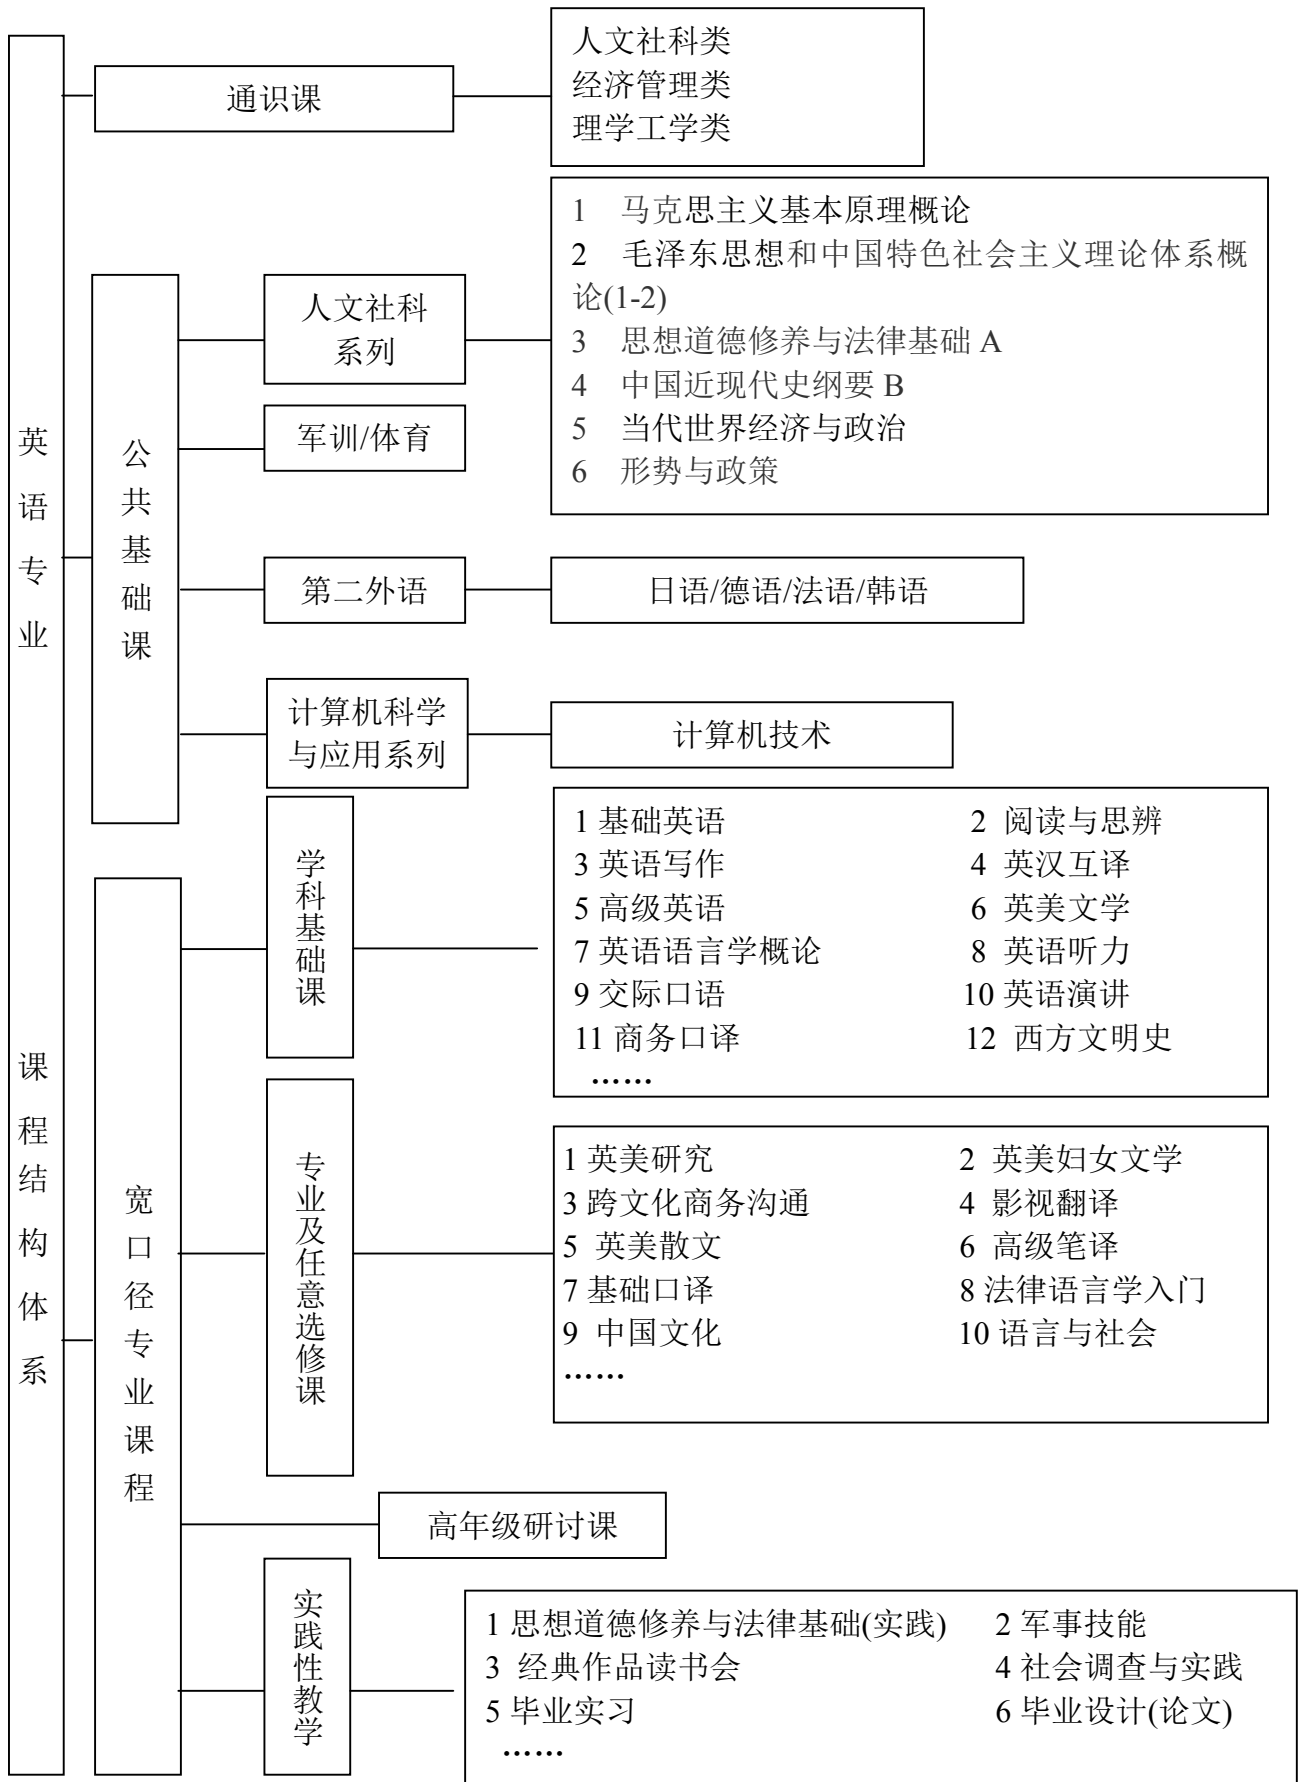 英语专业 课程结构体系
通识课
人文社科类
经济管理类
理学工学类
公共基础课
人文社科
系列
1 马克思主义基本原理概论
2 毛泽东思想和中国特色社会主义理论体系概
论(1-2)
3 思想道德修养与法律基础 A
4 中国近现代史纲要 B
5 当代世界经济与政治
6 形势与政策
军训/体育
第二外语
日语/德语/法语/韩语
计算机科学
与应用系列
计算机技术
宽口径专业课程
学科基础课
1 基础英语 2 阅读与思辨
3 英语写作 4 英汉互译
5 高级英语 6 英美文学
7 英语语言学概论 8 英语听力
9 交际口语 10 英语演讲
11 商务口译 12 西方文明史
……
专业及任意选修课
1 英美研究 2 英美妇女文学
3 跨文化商务沟通 4 影视翻译
5 英美散文 6 高级笔译
7 基础口译 8 法律语言学入门
9 中国文化 10 语言与社会
……
高年级研讨课
实践性教学
1 思想道德修养与法律基础(实践) 2 军事技能
3 经典作品读书会 4 社会调查与实践
5 毕业实习 6 毕业设计(论文)
……